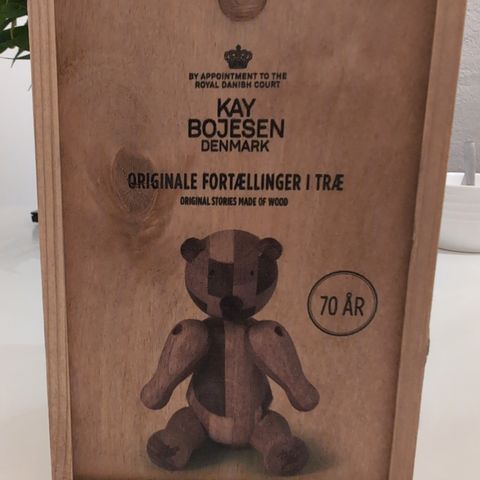 BY APPOINTMENT TO THE
ROYAL DANISH COURT
KAY
BOJESEN
DENMARK
ORIGINALE FORTÆLLINGER I TRÆ
ORIGINAL STORIES MADE OF WOOD
70 ÅR